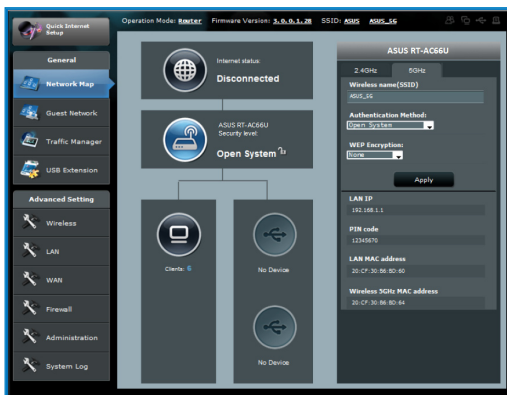 Quick Internet
Setup
Operation Mode: Router Firmware Version: 3.0.0.1.28 SSID: ASUS ASUS_5G
General
Network Map
Guest Network
Traffic Manager
USB Extension
Advanced Setting
Wireless
LAN
WAN
Firewall
Administration
System Log
Internet status:
Disconnected
ASUS RT-AC66U
Security level:
Open System
Clients: 6
No Device
No Device
ASUS RT-AC66U
2.4GHz 5GHz
Wireless name(SSID)
ASUS_5G
Authentication Method:
Open System
WEP Encryption:
None
Apply
LAN IP
192.168.1.1
PIN code
12345670
LAN MAC address
20:CF:30:B6:BD:60
Wireless 5GHz MAC address
20:CF:30:B6:BD:64